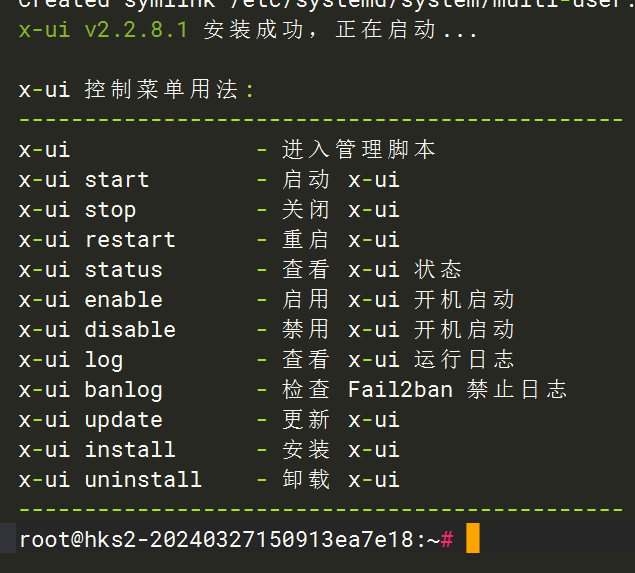 Created symlink /etc/systemd/system/multi-user.
x-ui v2.2.8.1 安装成功，正在启动...
x-ui 控制菜单用法：
----------------------------------------------
x-ui              - 进入管理脚本
x-ui start        - 启动 x-ui
x-ui stop         - 关闭 x-ui
x-ui restart      - 重启 x-ui
x-ui status       - 查看 x-ui 状态
x-ui enable       - 启用 x-ui 开机启动
x-ui disable      - 禁用 x-ui 开机启动
x-ui log          - 查看 x-ui 运行日志
x-ui banlog       - 检查 Fail2ban 禁止日志
x-ui update       - 更新 x-ui
x-ui install      - 安装 x-ui
x-ui uninstall    - 卸载 x-ui
----------------------------------------------
root@hks2-20240327150913ea7e18:~#